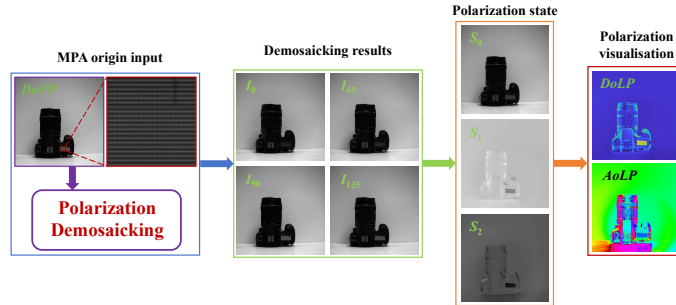 Polarization state
MPA origin input
Demosaicking results
Polarization
visualisation
DoLP
Polarization
Demosaicking
I0
I45
I90
I135
S0
S1
S2
DoLP
AoLP